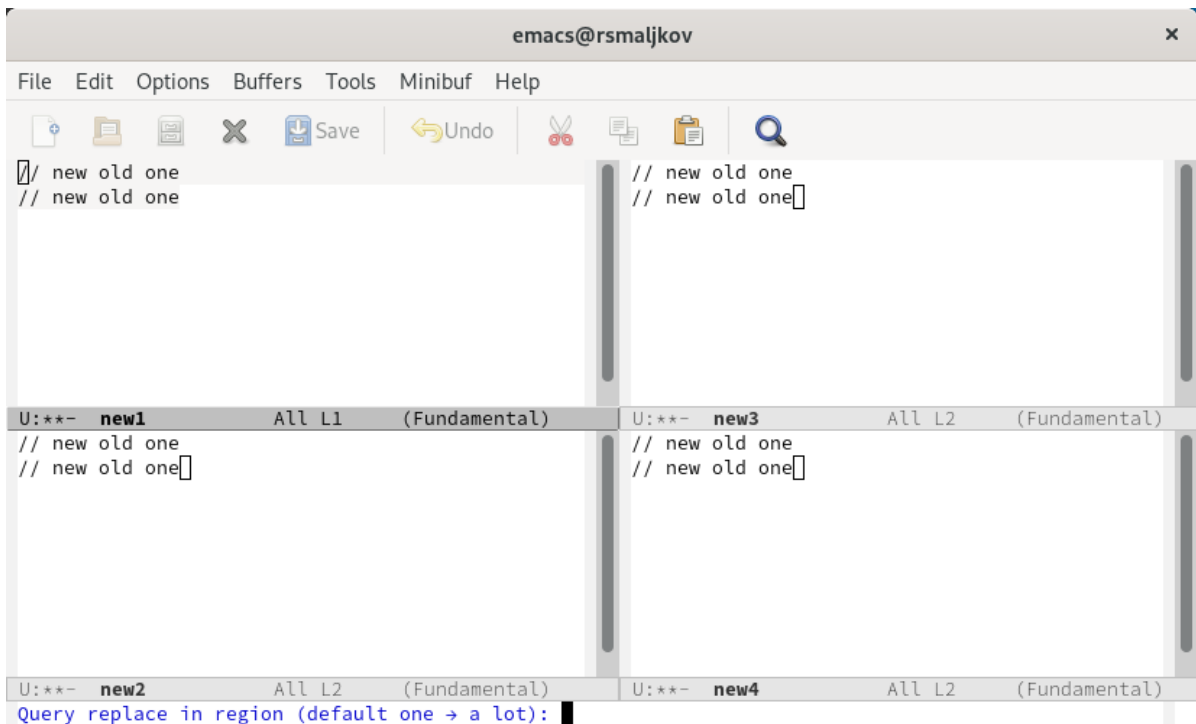 emacs@rsmaljkov ×
File Edit Options Buffers Tools Minibuf Help
Save Undo
// new old one
// new old one
U:**- new1 All L1 (Fundamental)
// new old one
// new old one
U:**- new3 All L2 (Fundamental)
// new old one
// new old one
U:**- new2 All L2 (Fundamental)
// new old one
// new old one
U:**- new4 All L2 (Fundamental)
Query replace in region (default one → a lot):